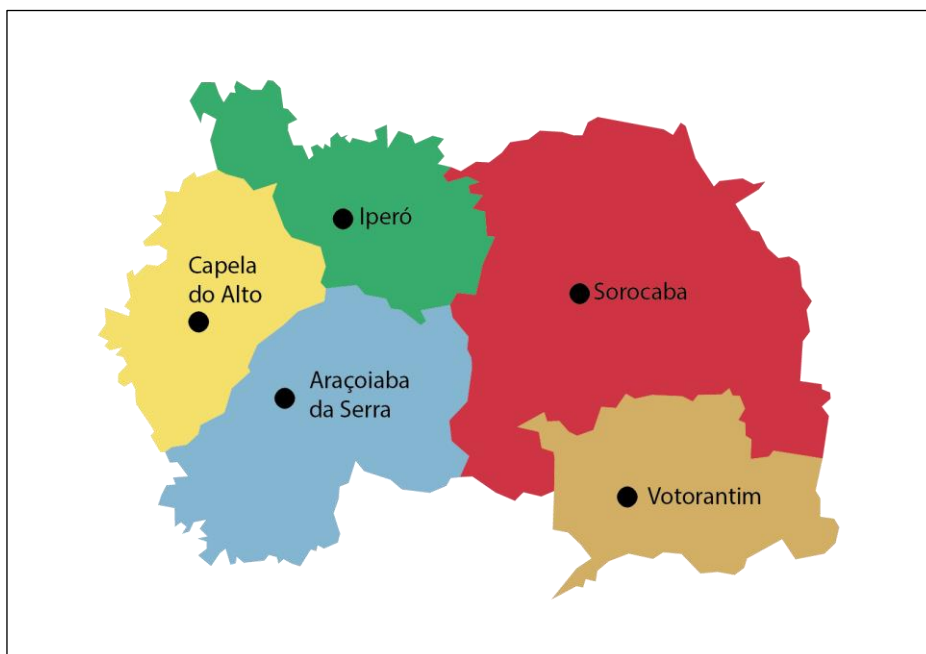 Iperó
Capela
do Alto
Sorocaba
Araçoiaba
da Serra
Votorantim